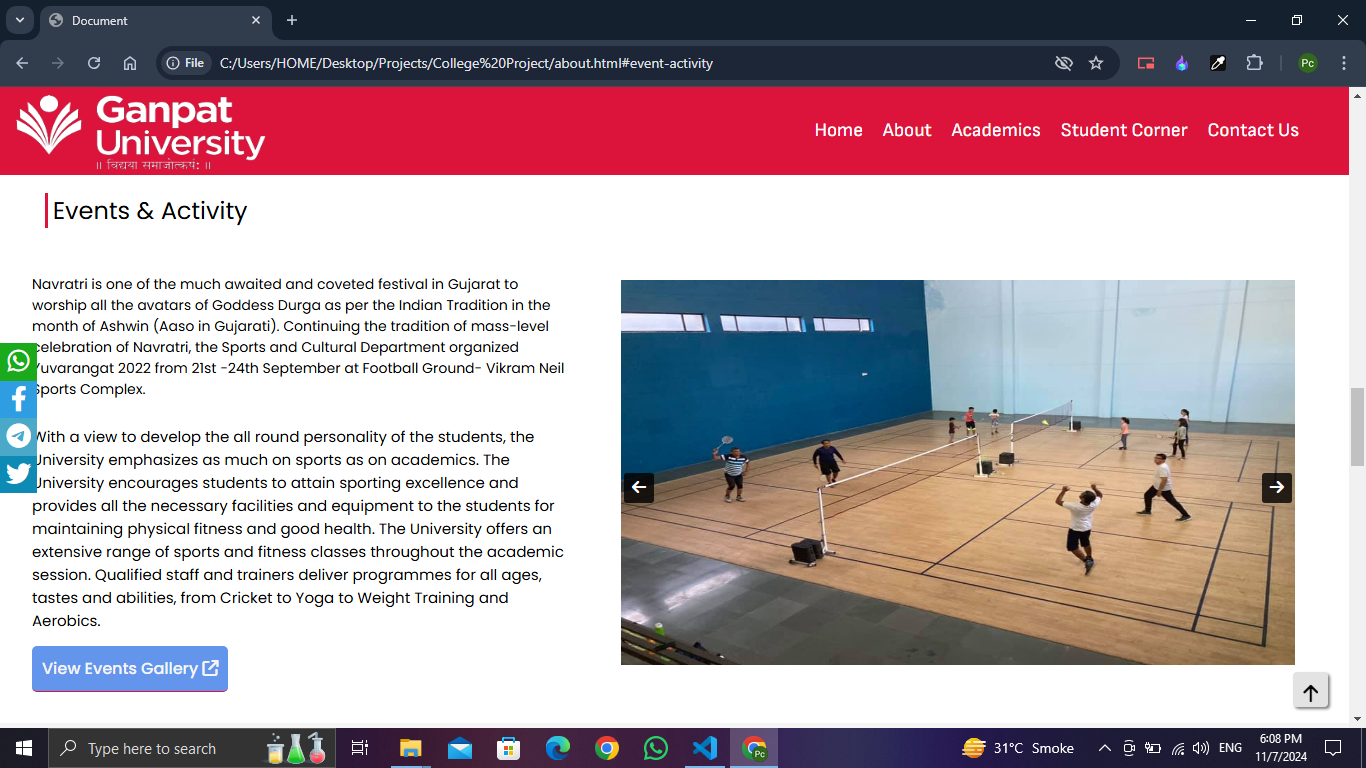 Document
File
C:/Users/HOME/Desktop/Projects/College%20Project/about.html#event-activity
Pc
Ganpat
University
॥ विद्यया समाजोत्कर्षः ॥
Home
About
Academics
Student Corner
Contact Us
Events & Activity
Navratri is one of the much awaited and coveted festival in Gujarat to
worship all the avatars of Goddess Durga as per the Indian Tradition in the
month of Ashwin (Aaso in Gujarati). Continuing the tradition of mass-level
celebration of Navratri, the Sports and Cultural Department organized
Yuvarangat 2022 from 21st -24th September at Football Ground- Vikram Neil
Sports Complex.
With a view to develop the all round personality of the students, the
University emphasizes as much on sports as on academics. The
University encourages students to attain sporting excellence and
provides all the necessary facilities and equipment to the students for
maintaining physical fitness and good health. The University offers an
extensive range of sports and fitness classes throughout the academic
session. Qualified staff and trainers deliver programmes for all ages,
tastes and abilities, from Cricket to Yoga to Weight Training and
Aerobics.
View Events Gallery
Type here to search
Pc
31°C Smoke
ENG
6:08 PM
11/7/2024